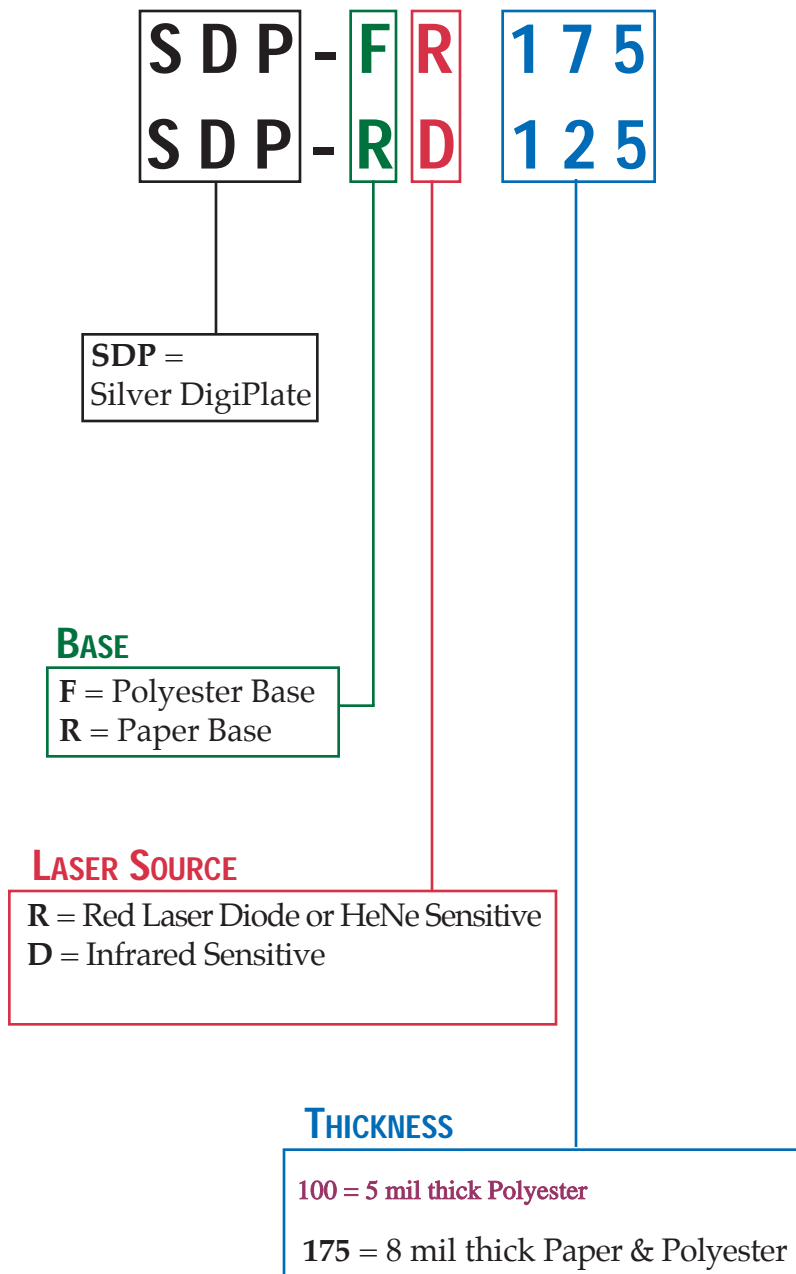 SDP-FR 175
SDP-RD 125
SDP =
Silver DigiPlate
BASE
F = Polyester Base
R = Paper Base
LASER SOURCE
R = Red Laser Diode or HeNe Sensitive
D = Infrared Sensitive
THICKNESS
100 = 5 mil thick Polyester
175 = 8 mil thick Paper & Polyester